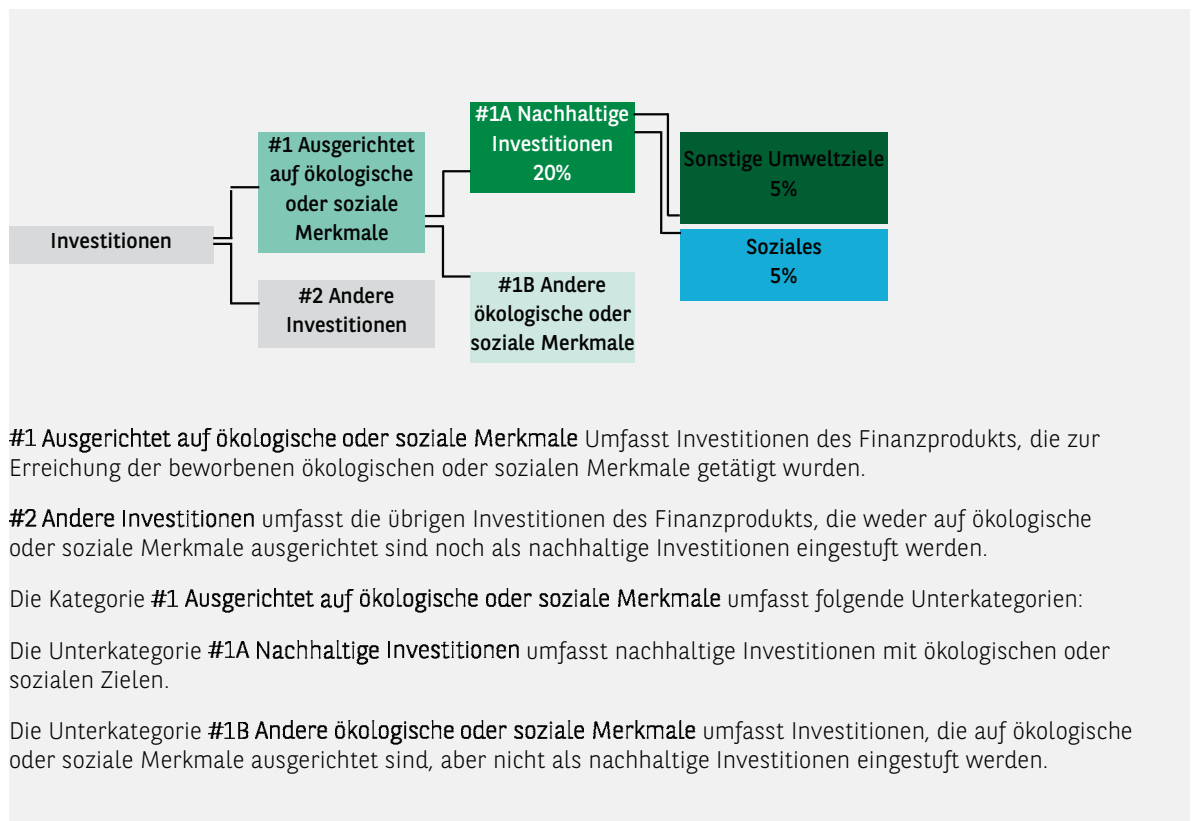 #1A Nachhaltige
Investitionen
20%
#1 Ausgerichtet
auf ökologische
oder soziale
Merkmale
Sonstige Umweltziele
5%
Investitionen
Soziales
5%
#2 Andere
Investitionen
#1B Andere
ökologische oder
soziale Merkmale
#1 Ausgerichtet auf ökologische oder soziale Merkmale Umfasst Investitionen des Finanzprodukts, die zur
Erreichung der beworbenen ökologischen oder sozialen Merkmale getätigt wurden.
#2 Andere Investitionen umfasst die übrigen Investitionen des Finanzprodukts, die weder auf ökologische
oder soziale Merkmale ausgerichtet sind noch als nachhaltige Investitionen eingestuft werden.
Die Kategorie #1 Ausgerichtet auf ökologische oder soziale Merkmale umfasst folgende Unterkategorien:
Die Unterkategorie #1A Nachhaltige Investitionen umfasst nachhaltige Investitionen mit ökologischen oder
sozialen Zielen.
Die Unterkategorie #1B Andere ökologische oder soziale Merkmale umfasst Investitionen, die auf ökologische
oder soziale Merkmale ausgerichtet sind, aber nicht als nachhaltige Investitionen eingestuft werden.